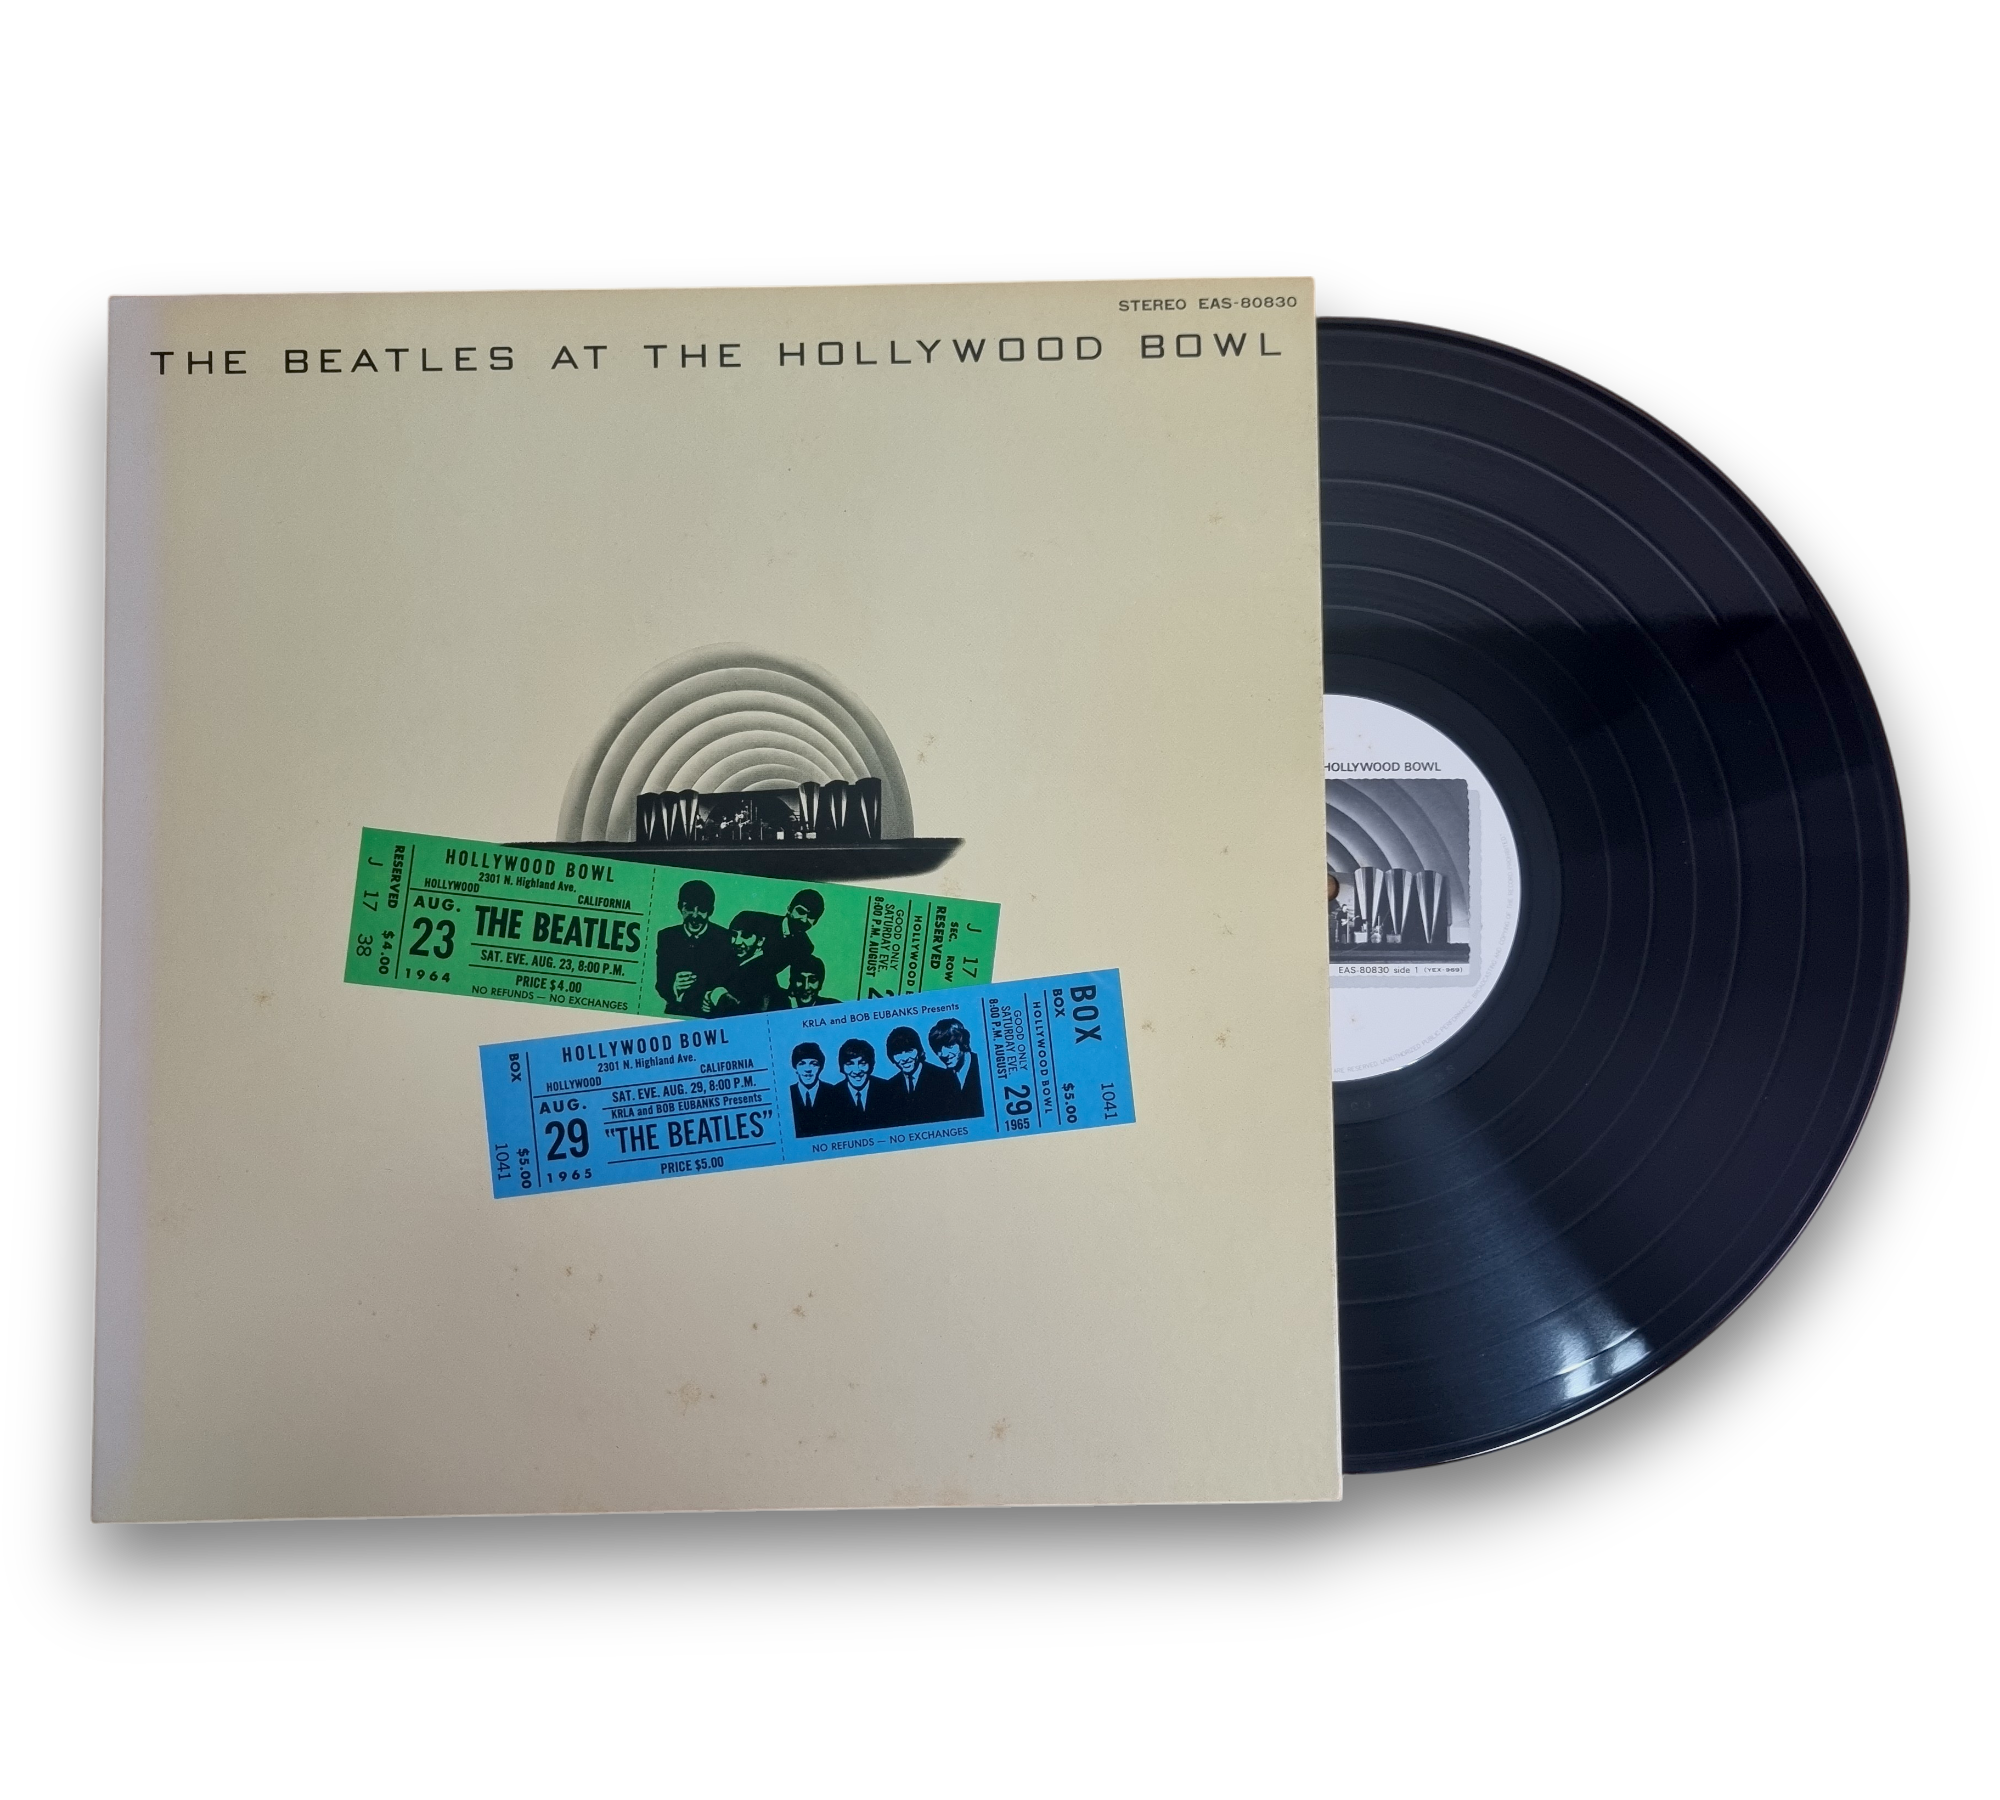 STEREO EAS-80830
THE BEATLES AT THE HOLLYWOOD BOWL
RESERVED
J 17 38
$4.00
HOLLYWOOD BOWL
2301 N. Highland Ave.
HOLLYWOOD CALIFORNIA
AUG.
23
1964
THE BEATLES
SAT. EVE. AUG. 23, 8:00 P.M.
PRICE $4.00
NO REFUNDS — NO EXCHANGES
8:00 P.M. AUGUST
SATURDAY EVE.
GOOD ONLY
HOLLYWOOD
RESERVED
SEC. ROW
J 17
BOX
1041
$5.00
HOLLYWOOD BOWL
2301 N. Highland Ave.
HOLLYWOOD CALIFORNIA
AUG.
29
1965
SAT. EVE. AUG. 29, 8:00 P.M.
KRLA and BOB EUBANKS Presents
"THE BEATLES"
PRICE $5.00
KRLA and BOB EUBANKS Presents
NO REFUNDS — NO EXCHANGES
8:00 P.M. AUGUST
SATURDAY EVE.
GOOD ONLY
29
1965
HOLLYWOOD BOWL
BOX $5.00
BOX 1041
HOLLYWOOD BOWL
EAS-80830 side 1 (YEX-969)